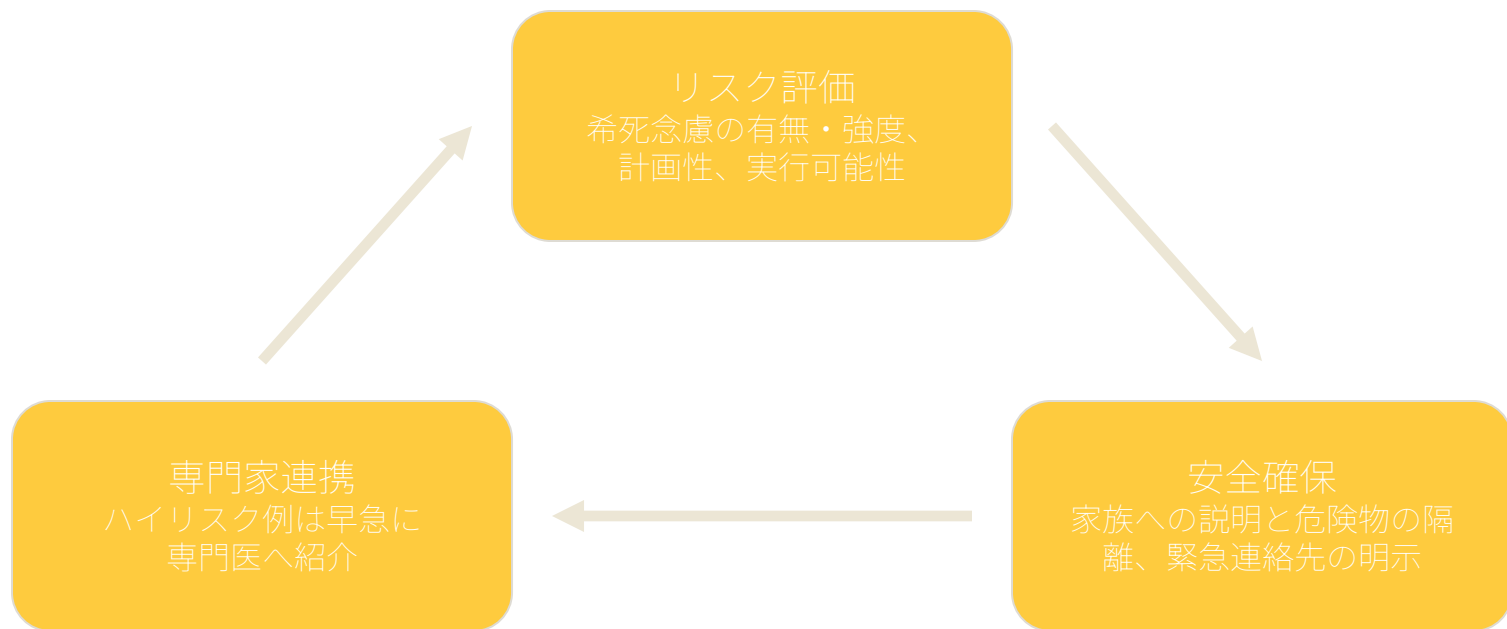 リスク評価
希死念慮の有無・強度、
計画性、実行可能性
専門家連携
ハイリスク例は早急に
専門医へ紹介
安全確保
家族への説明と危険物の隔
離、緊急連絡先の明示